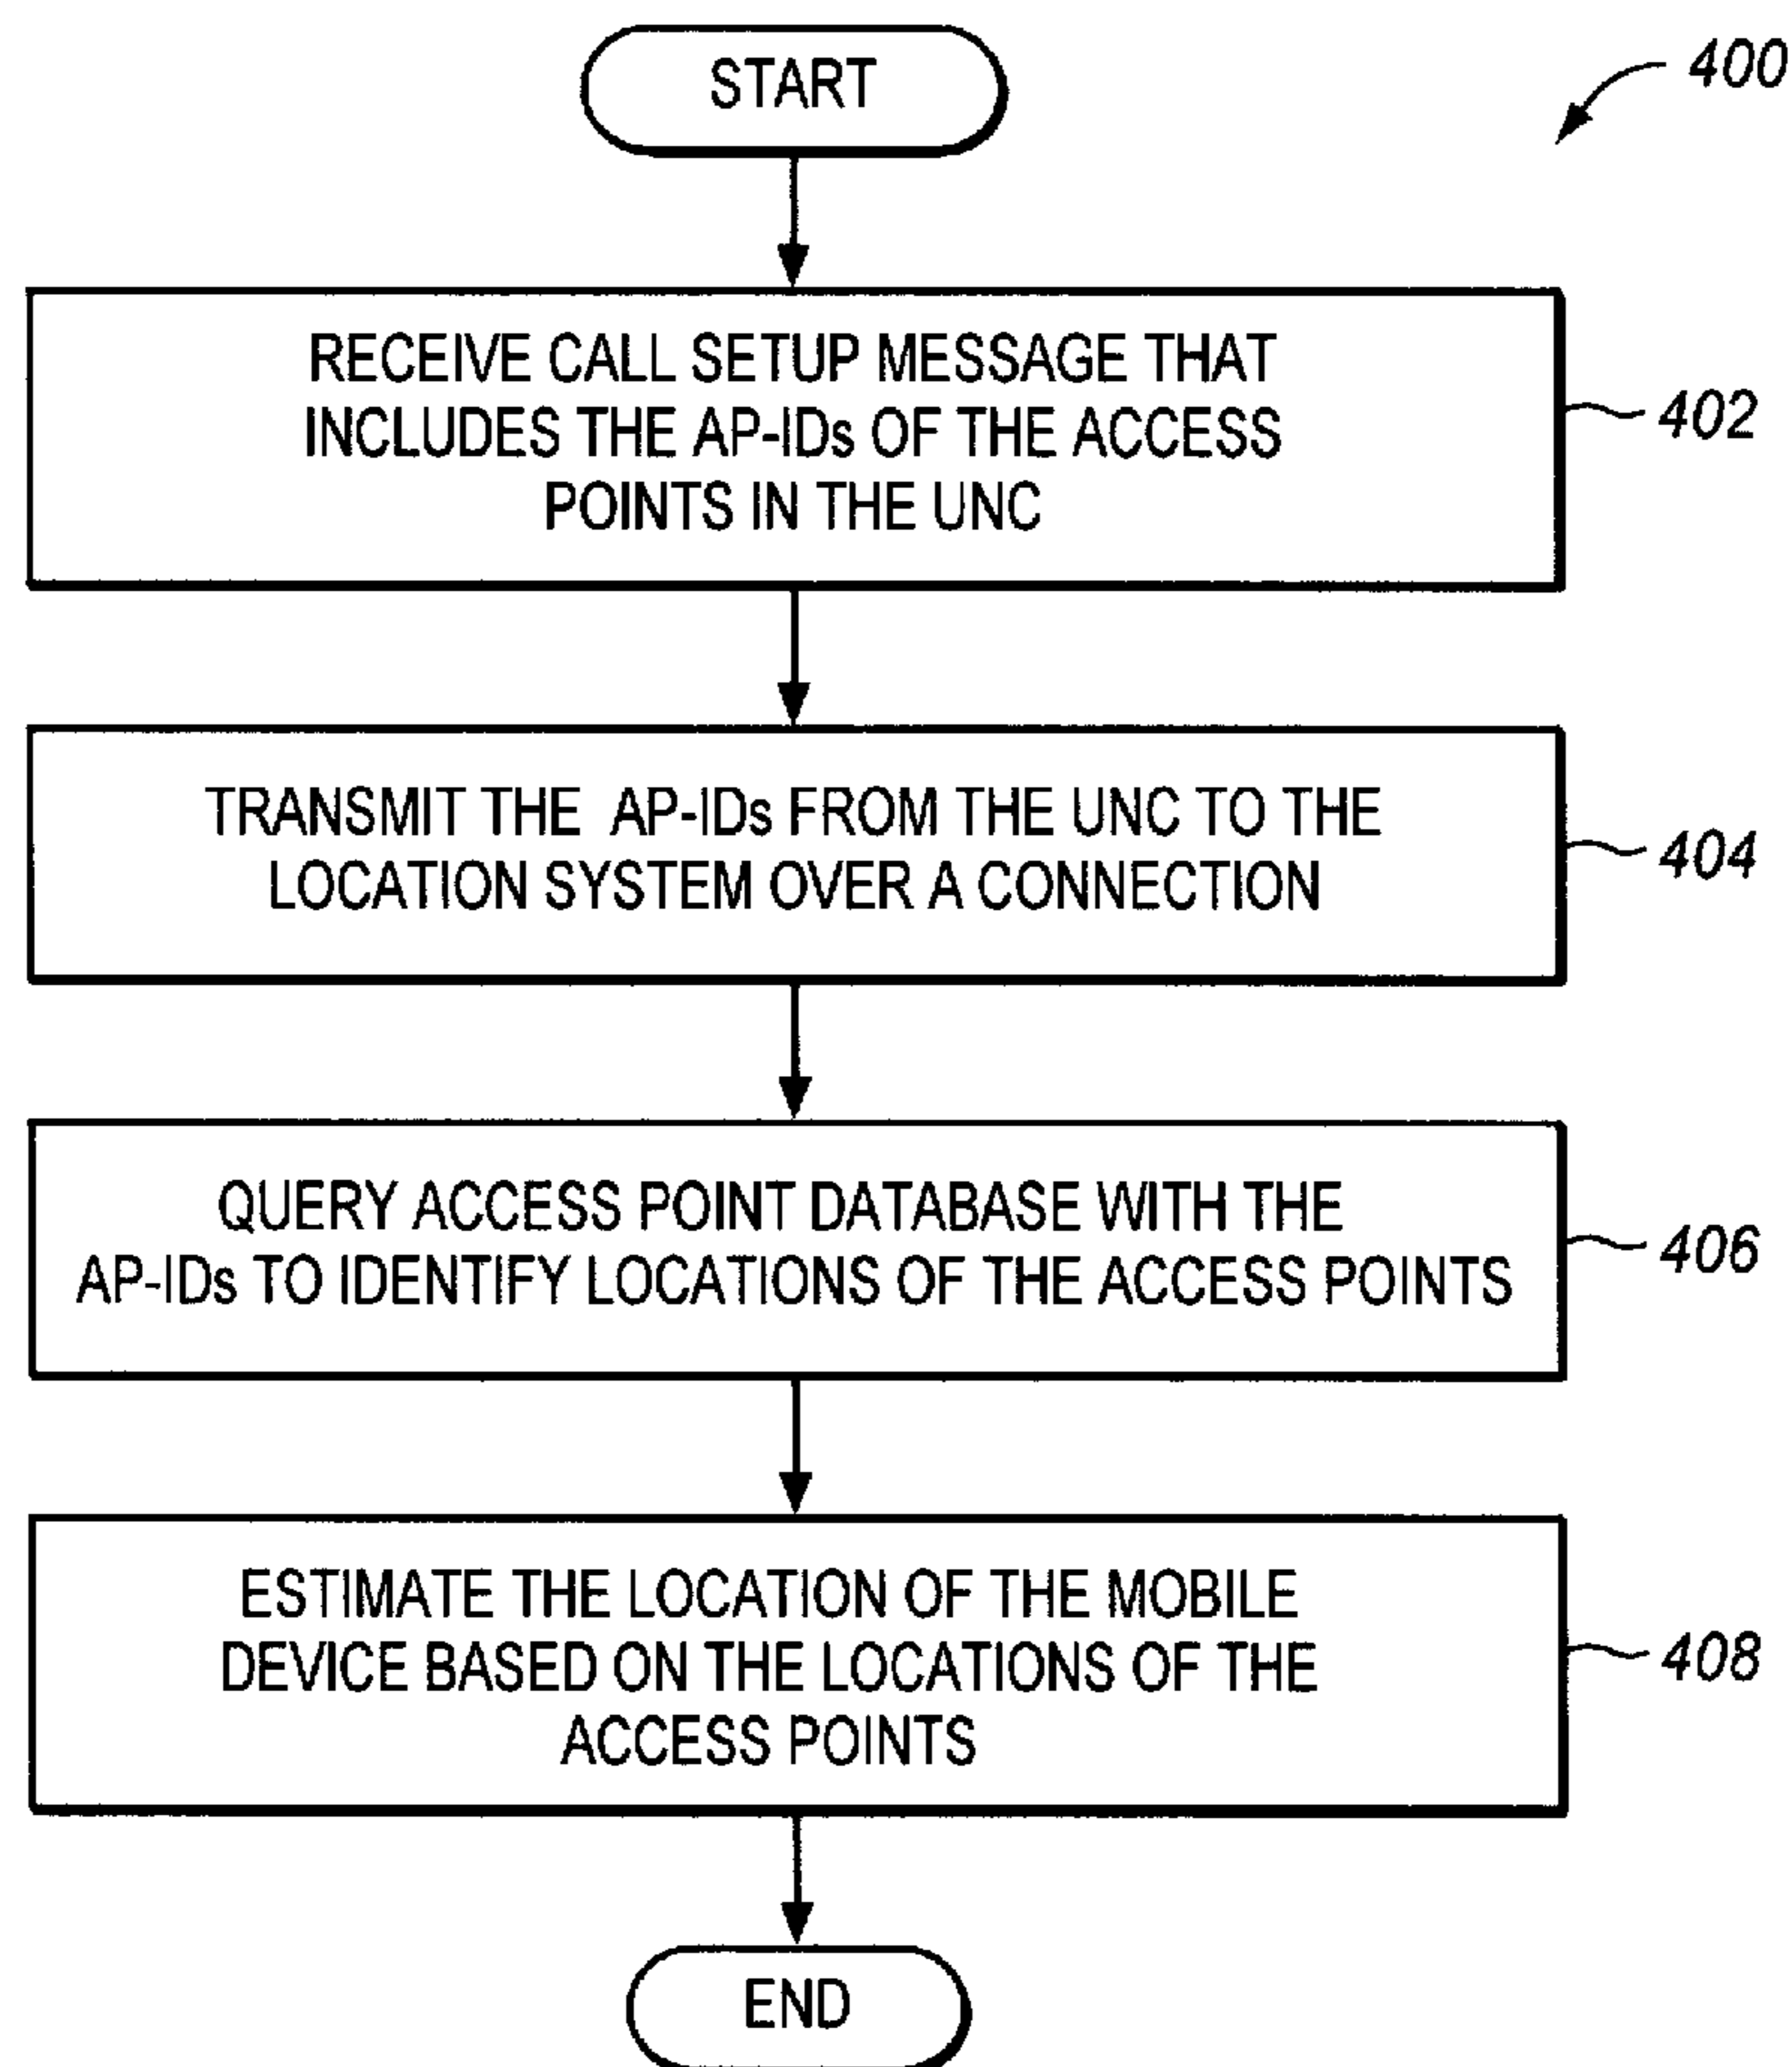 START
400
RECEIVE CALL SETUP MESSAGE THAT
INCLUDES THE AP-IDs OF THE ACCESS
POINTS IN THE UNC
402
TRANSMIT THE AP-IDs FROM THE UNC TO THE
LOCATION SYSTEM OVER A CONNECTION
404
QUERY ACCESS POINT DATABASE WITH THE
AP-IDs TO IDENTIFY LOCATIONS OF THE ACCESS POINTS
406
ESTIMATE THE LOCATION OF THE MOBILE
DEVICE BASED ON THE LOCATIONS OF THE
ACCESS POINTS
408
END